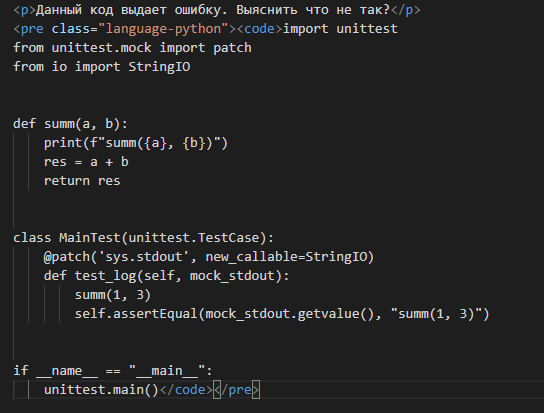 <p>Данный код выдает ошибку. Выяснить что не так?</p>
<pre class="language-python"><code>import unittest
from unittest.mock import patch
from io import StringIO
def summ(a, b):
    print(f"summ({a}, {b})")
    res = a + b
    return res
class MainTest(unittest.TestCase):
    @patch('sys.stdout', new_callable=StringIO)
    def test_log(self, mock_stdout):
        summ(1, 3)
        self.assertEqual(mock_stdout.getvalue(), "summ(1, 3)")
if __name__ == "__main__":
    unittest.main()</code></pre>